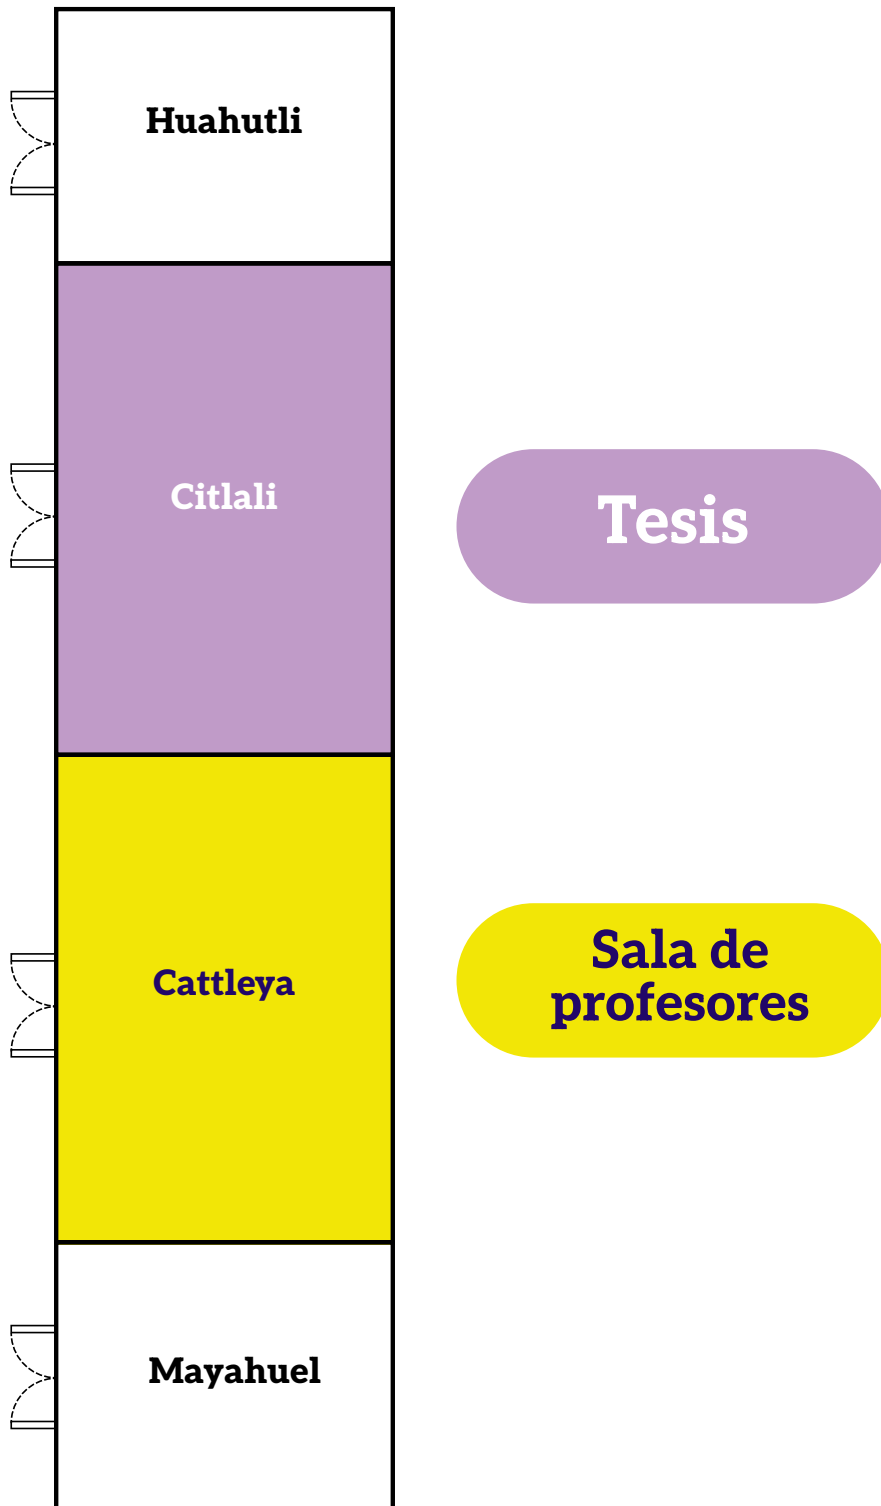 Huahutli
Citlali
Tesis
Cattleya
Sala de
profesores
Mayahuel